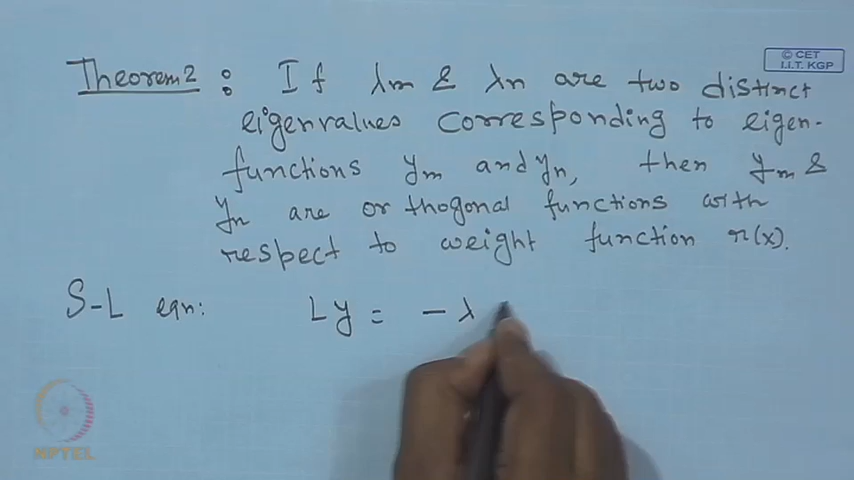 © CET
I.I.T. KGP
Theorem 2 : If λm & λn are two distinct
eigenvalues corresponding to eigen-
functions ym and yn, then ym &
yn are orthogonal functions with
respect to weight function r(x).
S-L eqn: Ly = - λ
NPTEL